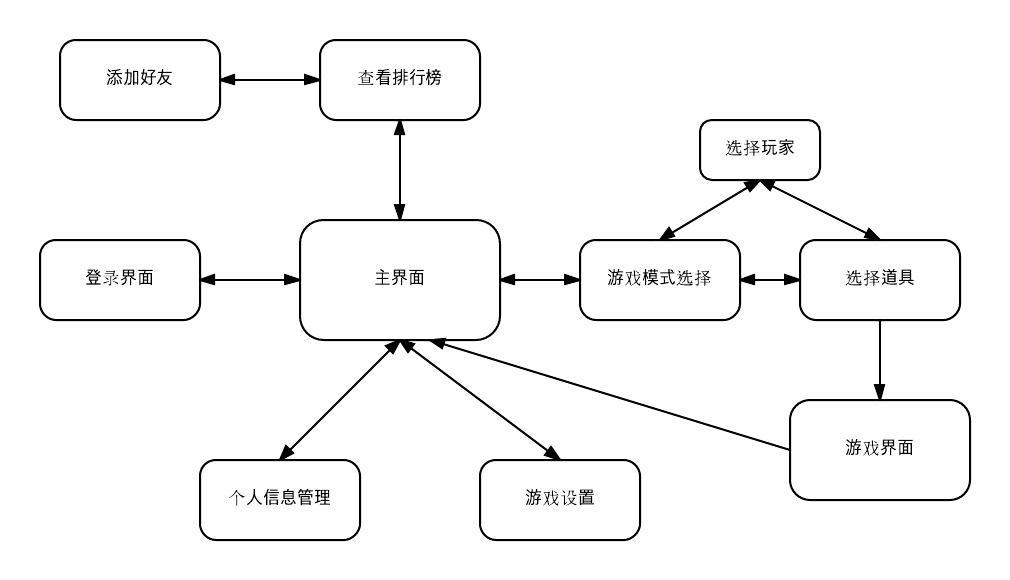 添加好友
查看排行榜
选择玩家
登录界面
主界面
游戏模式选择
选择道具
游戏界面
个人信息管理
游戏设置